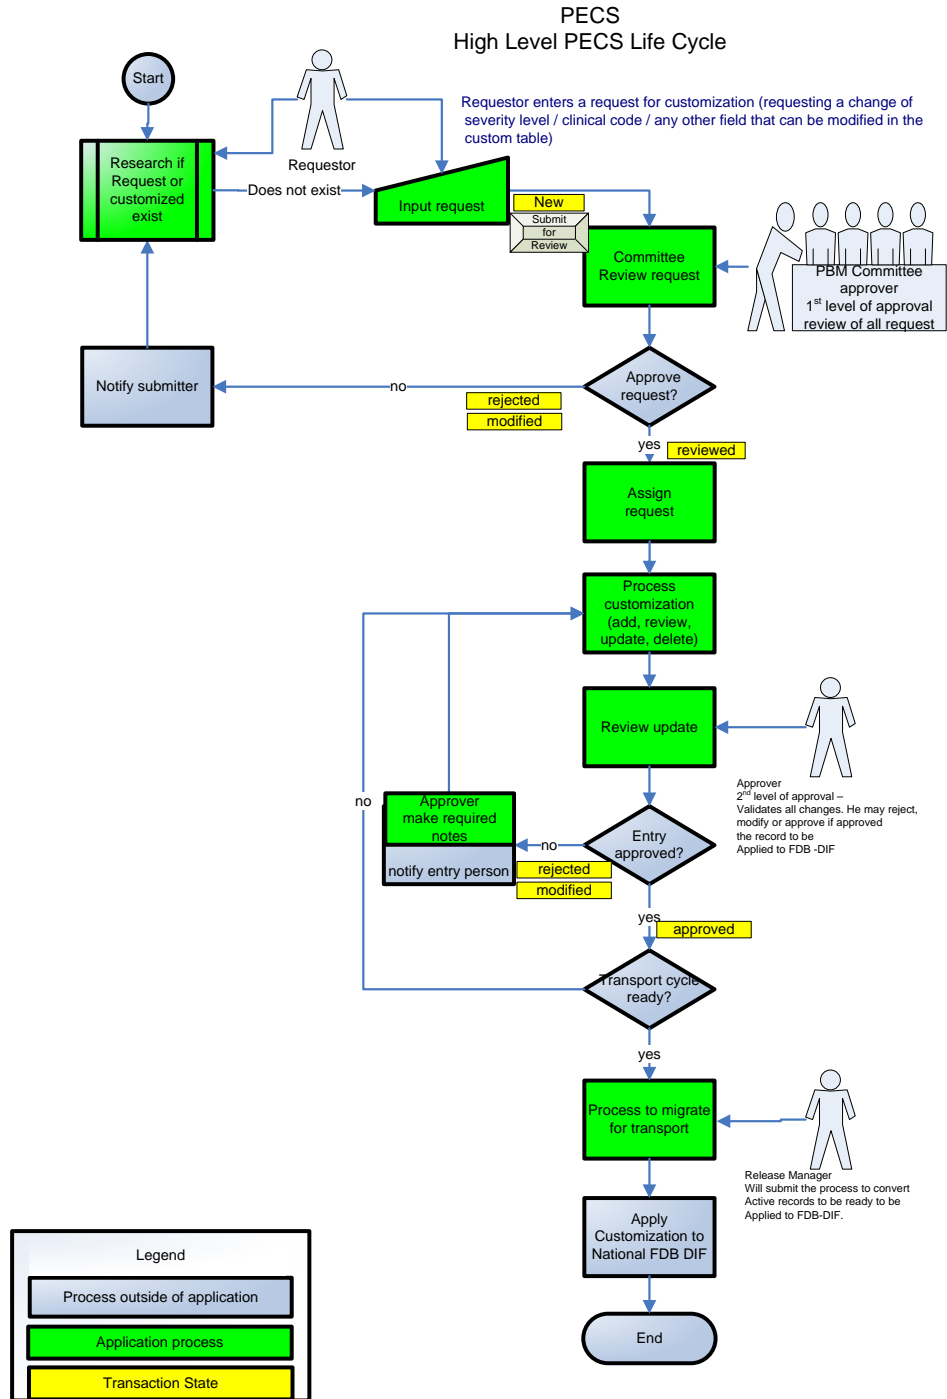 PECS
High Level PECS Life Cycle
Start
Requestor enters a request for customization (requesting a change of
severity level / clinical code / any other field that can be modified in the
custom table)
Research if
Request or
customized
exist
Requestor
Does not exist
Input request
New
Submit
for
Review
Committee
Review request
PBM Committee
approver
1st level of approval
review of all request
Notify submitter
no
rejected
modified
Approve
request?
yes
reviewed
Assign
request
Process
customization
(add, review,
update, delete)
Review update
Approver
2nd level of approval –
Validates all changes. He may reject,
modify or approve if approved
the record to be
Applied to FDB -DIF
no
Approver
make required
notes
notify entry person
no
rejected
modified
Entry
approved?
yes
approved
Transport cycle
ready?
yes
Process to migrate
for transport
Release Manager
Will submit the process to convert
Active records to be ready to be
Applied to FDB-DIF.
Apply
Customization to
National FDB DIF
End
Legend
Process outside of application
Application process
Transaction State